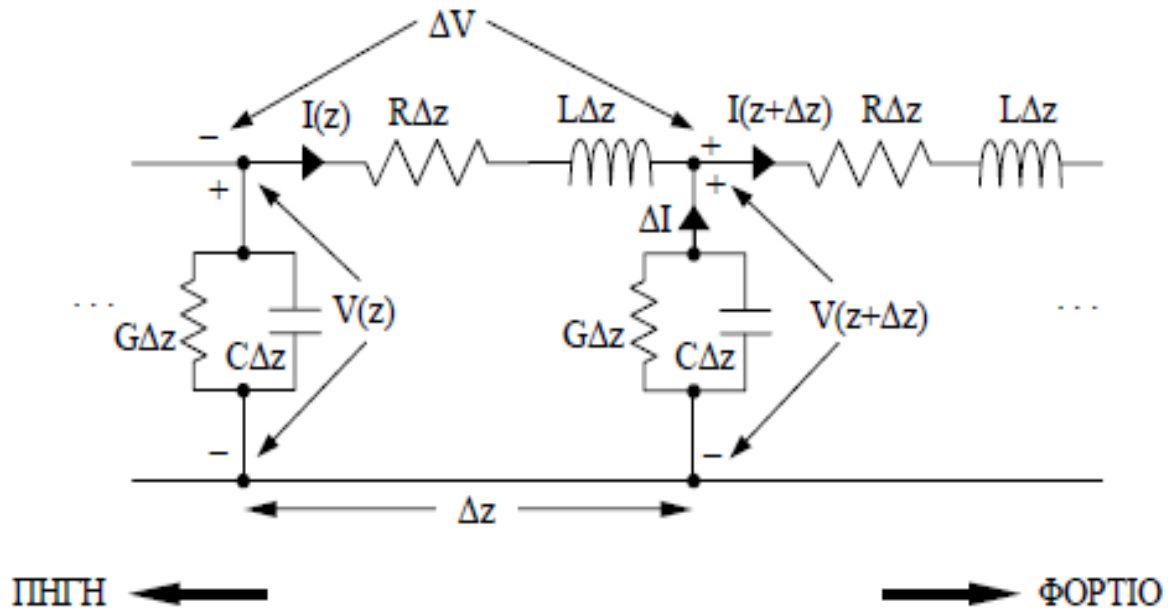 ΔV
I(z) RΔz LΔz I(z+Δz) RΔz LΔz
− + +
+ ΔI
. . . GΔz CΔz V(z) GΔz CΔz V(z+Δz) . . .
− −
Δz
ΠΗΓΗ ΦΟΡΤΙΟ